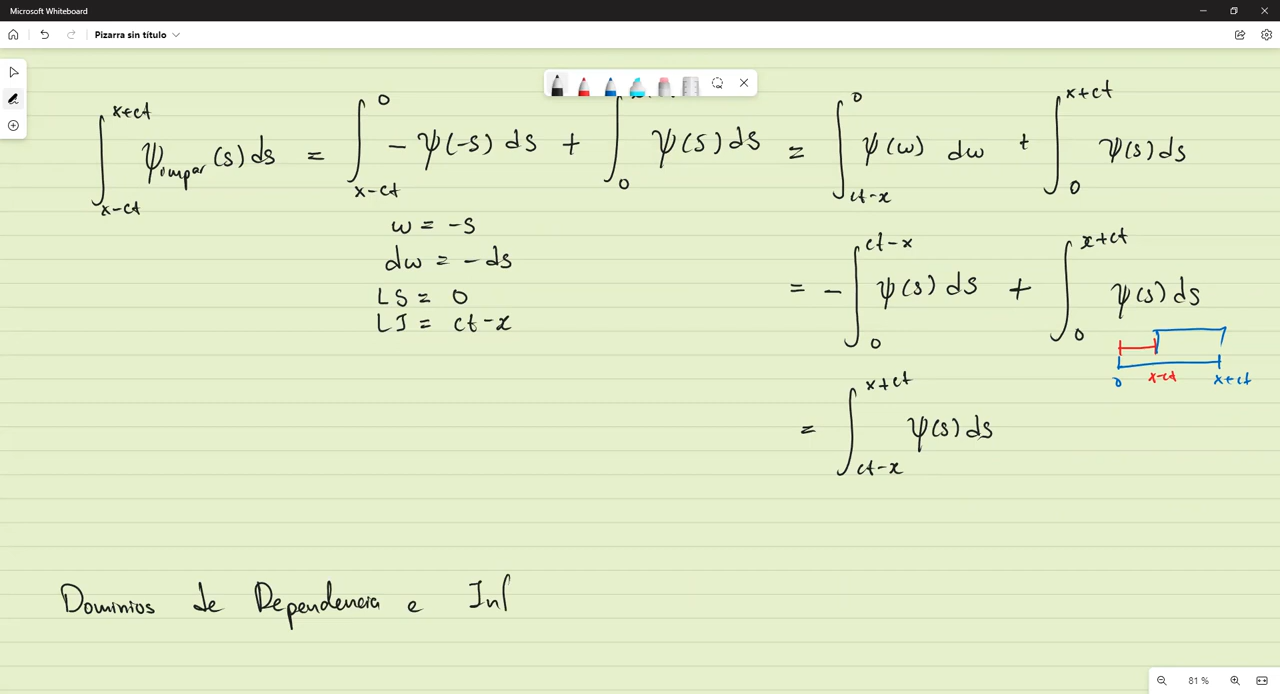 Microsoft Whiteboard
Pizarra sin título
∫_{x-ct}^{x+ct} ψ_{impar}(s) ds = ∫_{x-ct}^{0} - ψ(-s) ds + ∫_{0} ψ(s) ds = ∫_{ct-x}^{0} ψ(w) dw + ∫_{0}^{x+ct} ψ(s) ds
w = -s
dw = -ds
LS = 0
LI = ct-x
= - ∫_{0}^{ct-x} ψ(s) ds + ∫_{0}^{x+ct} ψ(s) ds
0 x-ct x+ct
= ∫_{ct-x}^{x+ct} ψ(s) ds
Dominios de Dependencia e Inf
81 %